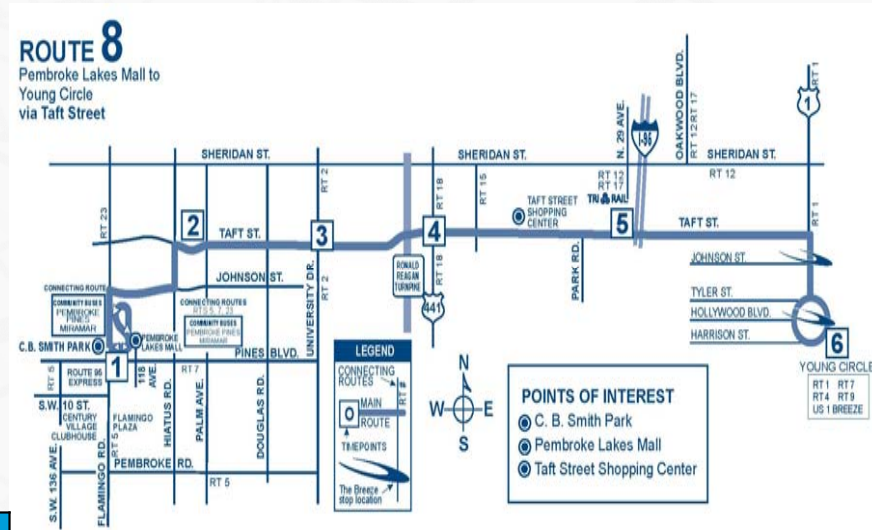 ROUTE 8
Pembroke Lakes Mall to
Young Circle
via Taft Street
SHERIDAN ST.
SHERIDAN ST.
SHERIDAN ST.
RT 23
RT 2
RT 18
RT 15
N. 29 AVE.
I-95
OAKWOOD BLVD.
RT 12 RT 17
RT 1
1
RT 12
RT 12
RT 17
TRI RAIL
TAFT STREET
SHOPPING
CENTER
2
TAFT ST.
3
4
5
TAFT ST.
RT 1
RT 18
RONALD
REAGAN
TURNPIKE
441
PARK RD.
JOHNSON ST.
JOHNSON ST.
TYLER ST.
HOLLYWOOD BLVD.
HARRISON ST.
6
YOUNG CIRCLE
RT 1 RT 7
RT 4 RT 9
US 1 BREEZE
CONNECTING ROUTE
COMMUNITY BUSES
PEMBROKE
PINES
MIRAMAR
CONNECTING ROUTES
RTS 5, 7, 23
COMMUNITY BUSES
PEMBROKE PINES
MIRAMAR
C.B. SMITH PARK
PEMBROKE
LAKES MALL
1
PINES BLVD.
UNIVERSITY DR.
RT 2
RT 5
ROUTE 95
EXPRESS
118
AVE.
RT 7
S.W. 10 ST.
CENTURY
VILLAGE
CLUBHOUSE
FLAMINGO
PLAZA
RT 5
HIATUS RD.
PALM AVE.
DOUGLAS RD.
S.W. 136 AVE.
FLAMINGO RD.
PEMBROKE RD.
RT 5
LEGEND
CONNECTING
ROUTES
RT #
MAIN
ROUTE
TIMEPOINTS
The Breeze
stop location
N
W E
S
POINTS OF INTEREST
C. B. Smith Park
Pembroke Lakes Mall
Taft Street Shopping Center